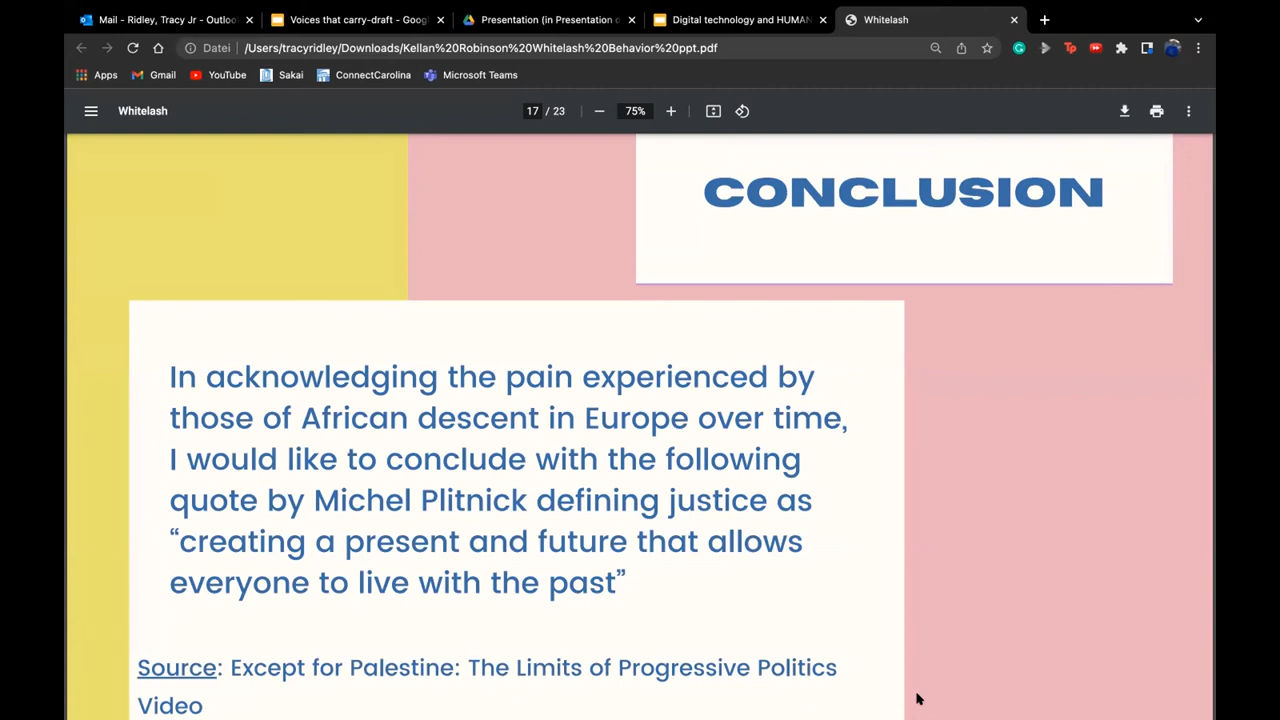 Mail - Ridley, Tracy Jr - Outloo
Voices that carry-draft - Goog
Presentation (in Presentation o
Digital technology and HUMAN
Whitelash
Datei
/Users/tracyridley/Downloads/Kellan%20Robinson%20Whitelash%20Behavior%20ppt.pdf
Apps
Gmail
YouTube
Sakai
ConnectCarolina
Microsoft Teams
Whitelash
17 / 23
75%
CONCLUSION
In acknowledging the pain experienced by
those of African descent in Europe over time,
I would like to conclude with the following
quote by Michel Plitnick defining justice as
“creating a present and future that allows
everyone to live with the past”
Source: Except for Palestine: The Limits of Progressive Politics
Video